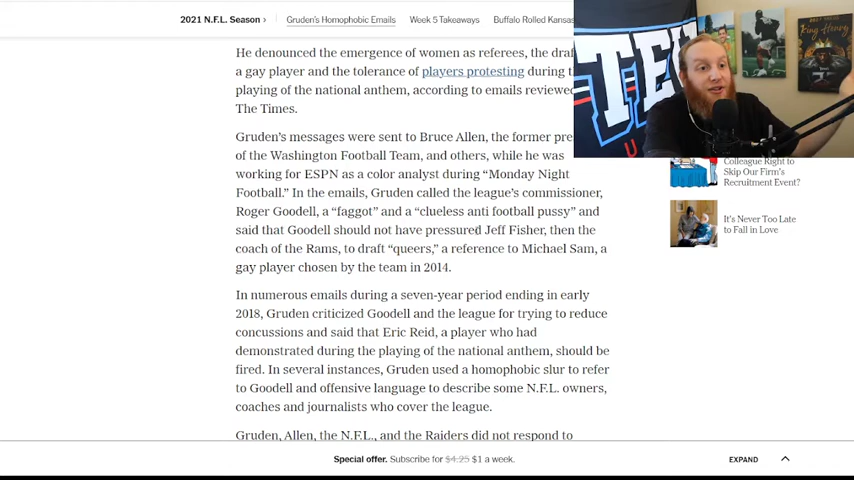 2021 N.F.L. Season › Gruden's Homophobic Emails Week 5 Takeaways Buffalo Rolled Kansas
He denounced the emergence of women as referees, the draf
a gay player and the tolerance of players protesting during t
playing of the national anthem, according to emails reviewed
The Times.
Gruden's messages were sent to Bruce Allen, the former pre
of the Washington Football Team, and others, while he was
working for ESPN as a color analyst during “Monday Night
Football.” In the emails, Gruden called the league's commissioner,
Roger Goodell, a “faggot” and a “clueless anti football pussy” and
said that Goodell should not have pressured Jeff Fisher, then the
coach of the Rams, to draft “queers,” a reference to Michael Sam, a
gay player chosen by the team in 2014.
In numerous emails during a seven-year period ending in early
2018, Gruden criticized Goodell and the league for trying to reduce
concussions and said that Eric Reid, a player who had
demonstrated during the playing of the national anthem, should be
fired. In several instances, Gruden used a homophobic slur to refer
to Goodell and offensive language to describe some N.F.L. owners,
coaches and journalists who cover the league.
Gruden, Allen, the N.F.L., and the Raiders did not respond to
TEN
U
King Henry
Colleague Right to
Skip Our Firm's
Recruitment Event?
It's Never Too Late
to Fall in Love
Special offer. Subscribe for $4.25 $1 a week.
EXPAND